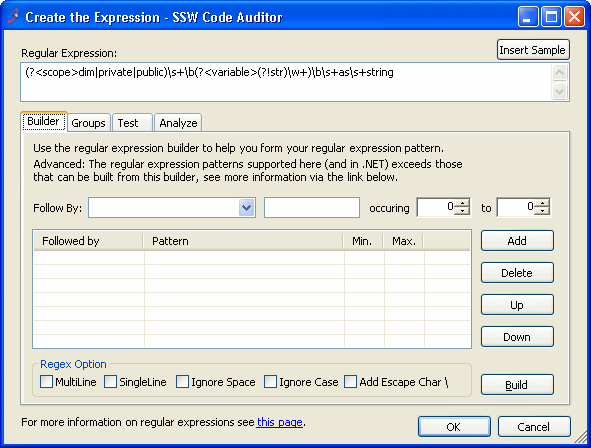 Create the Expression - SSW Code Auditor
Regular Expression:
Insert Sample
(?<scope>dim|private|public)\s+\b(?<variable>(?!str)\w+)\b\s+as\s+string
Builder Groups Test Analyze
Use the regular expression builder to help you form your regular expression pattern.
Advanced: The regular expression patterns supported here (and in .NET) exceeds those
that can be built from this builder, see more information via the link below.
Follow By: occuring 0 to 0
Followed by Pattern Min. Max.
Add
Delete
Up
Down
Regex Option
MultiLine SingleLine Ignore Space Ignore Case Add Escape Char \
Build
For more information on regular expressions see this page.
OK Cancel